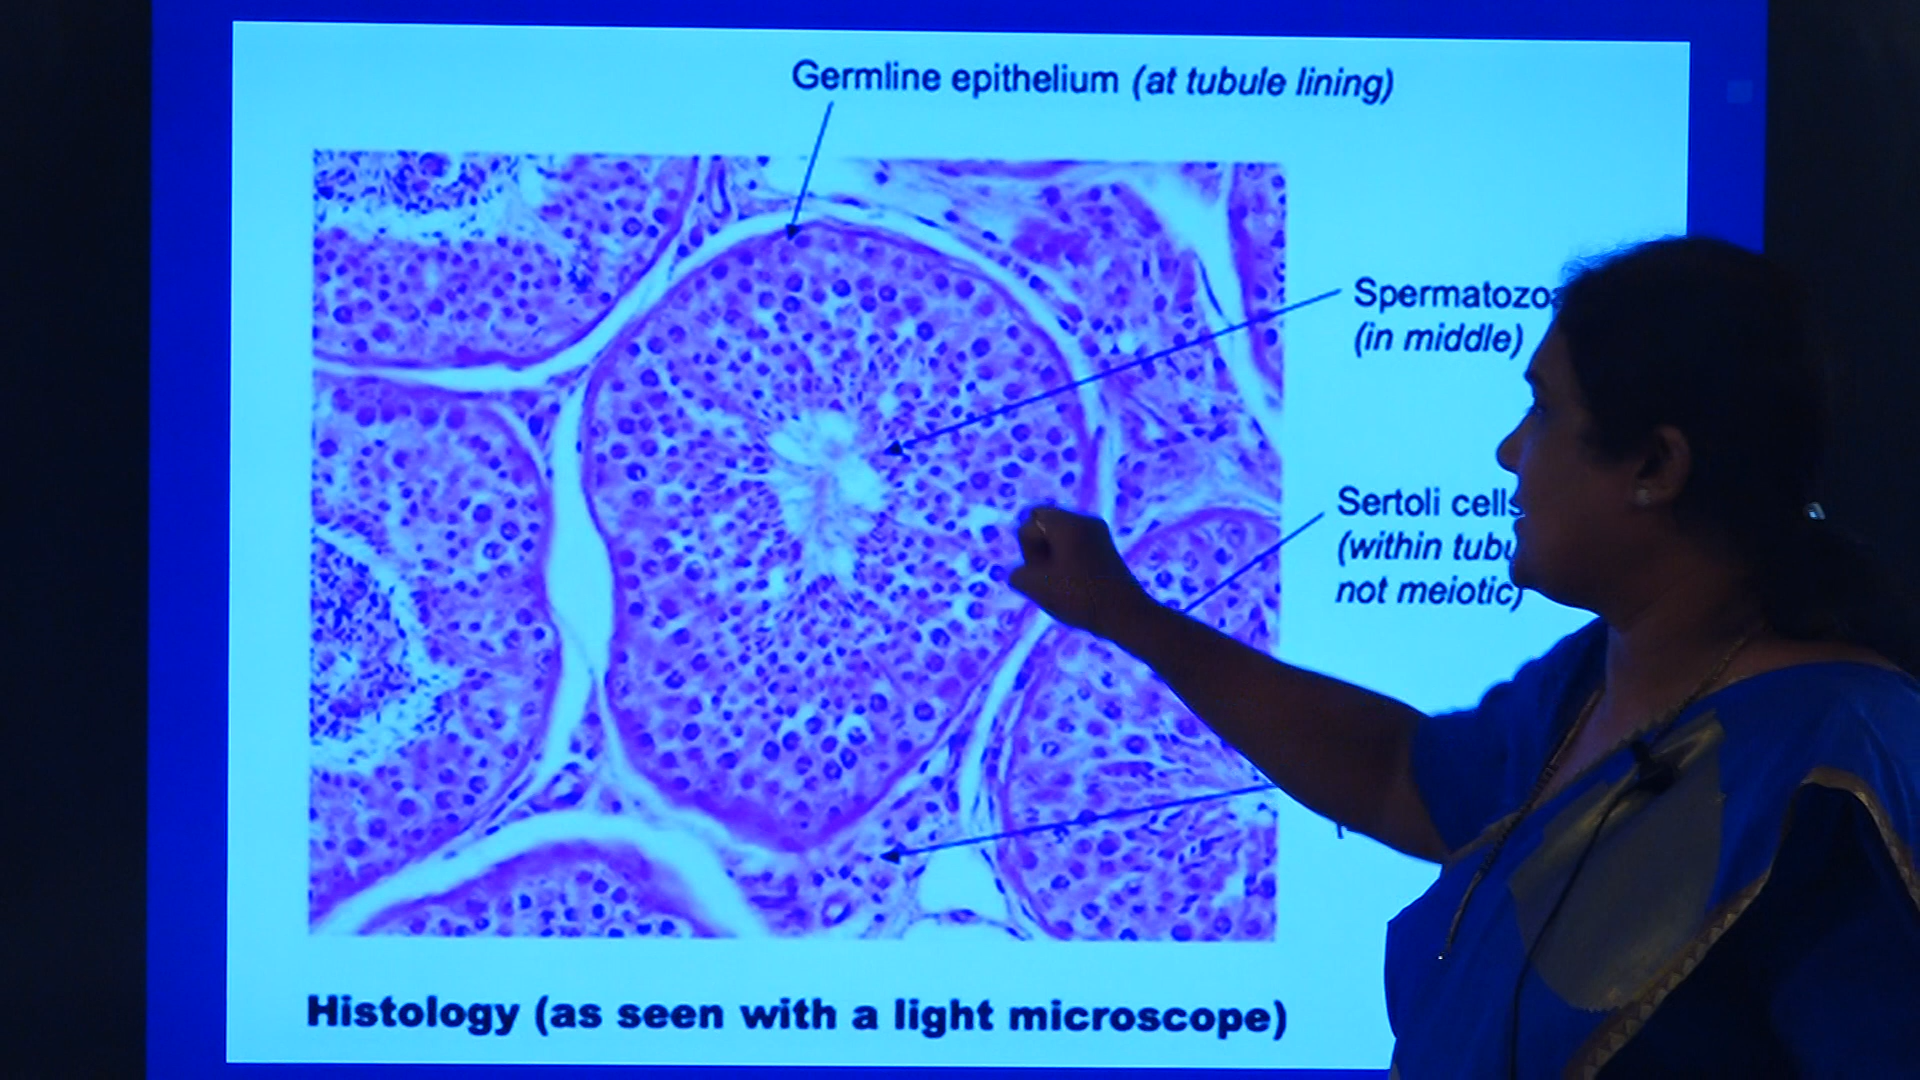 Germline epithelium (at tubule lining)
Spermatozoa
(in middle)
Sertoli cells
(within
not meiotic)
Histology (as seen with a light microscope)